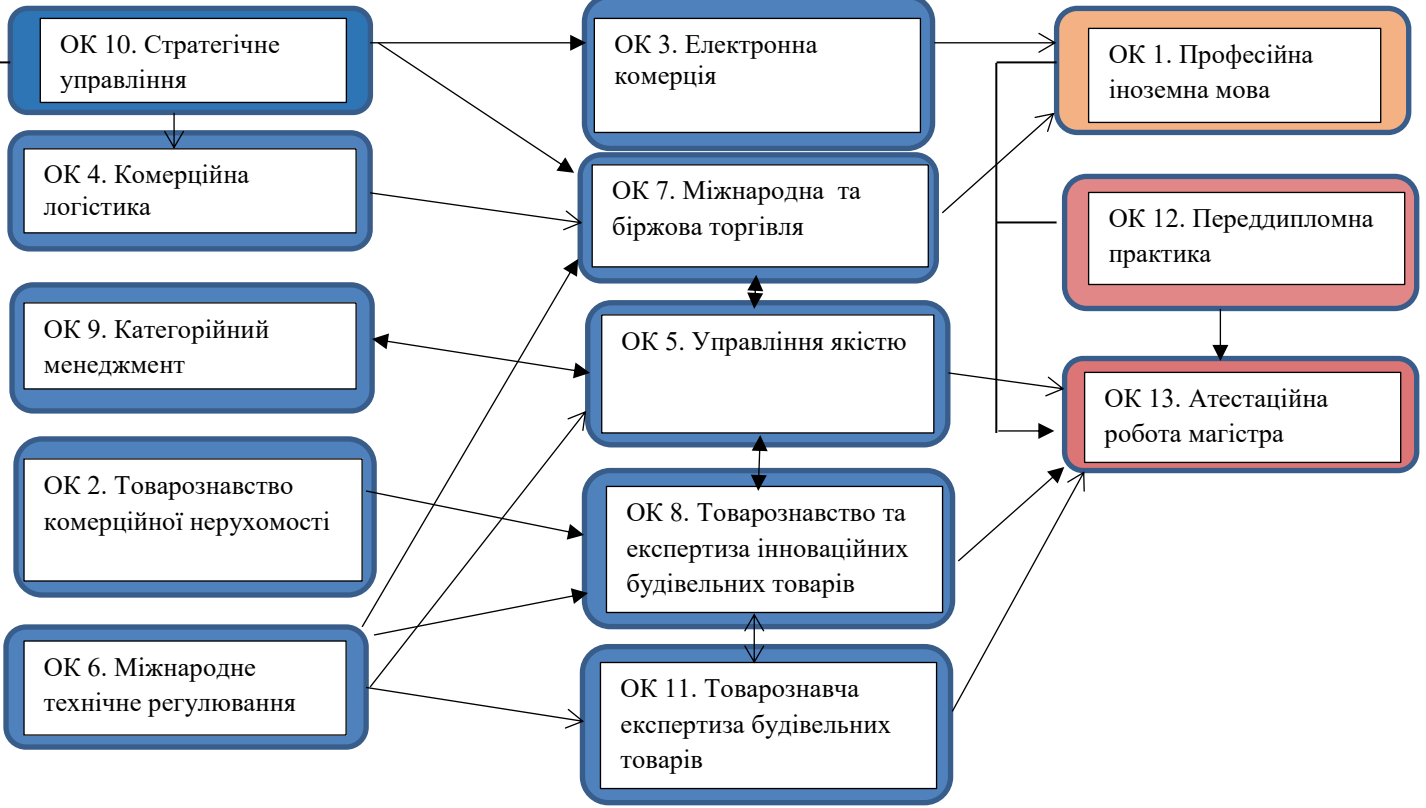 ОК 10. Стратегічне
управління
ОК 4. Комерційна
логістика
ОК 9. Категорійний
менеджмент
ОК 2. Товарознавство
комерційної нерухомості
ОК 6. Міжнародне
технічне регулювання
ОК 3. Електронна
комерція
ОК 7. Міжнародна та
біржова торгівля
ОК 5. Управління якістю
ОК 8. Товарознавство та
експертиза інноваційних
будівельних товарів
ОК 11. Товарознавча
експертиза будівельних
товарів
ОК 1. Професійна
іноземна мова
ОК 12. Переддипломна
практика
ОК 13. Атестаційна
робота магістра